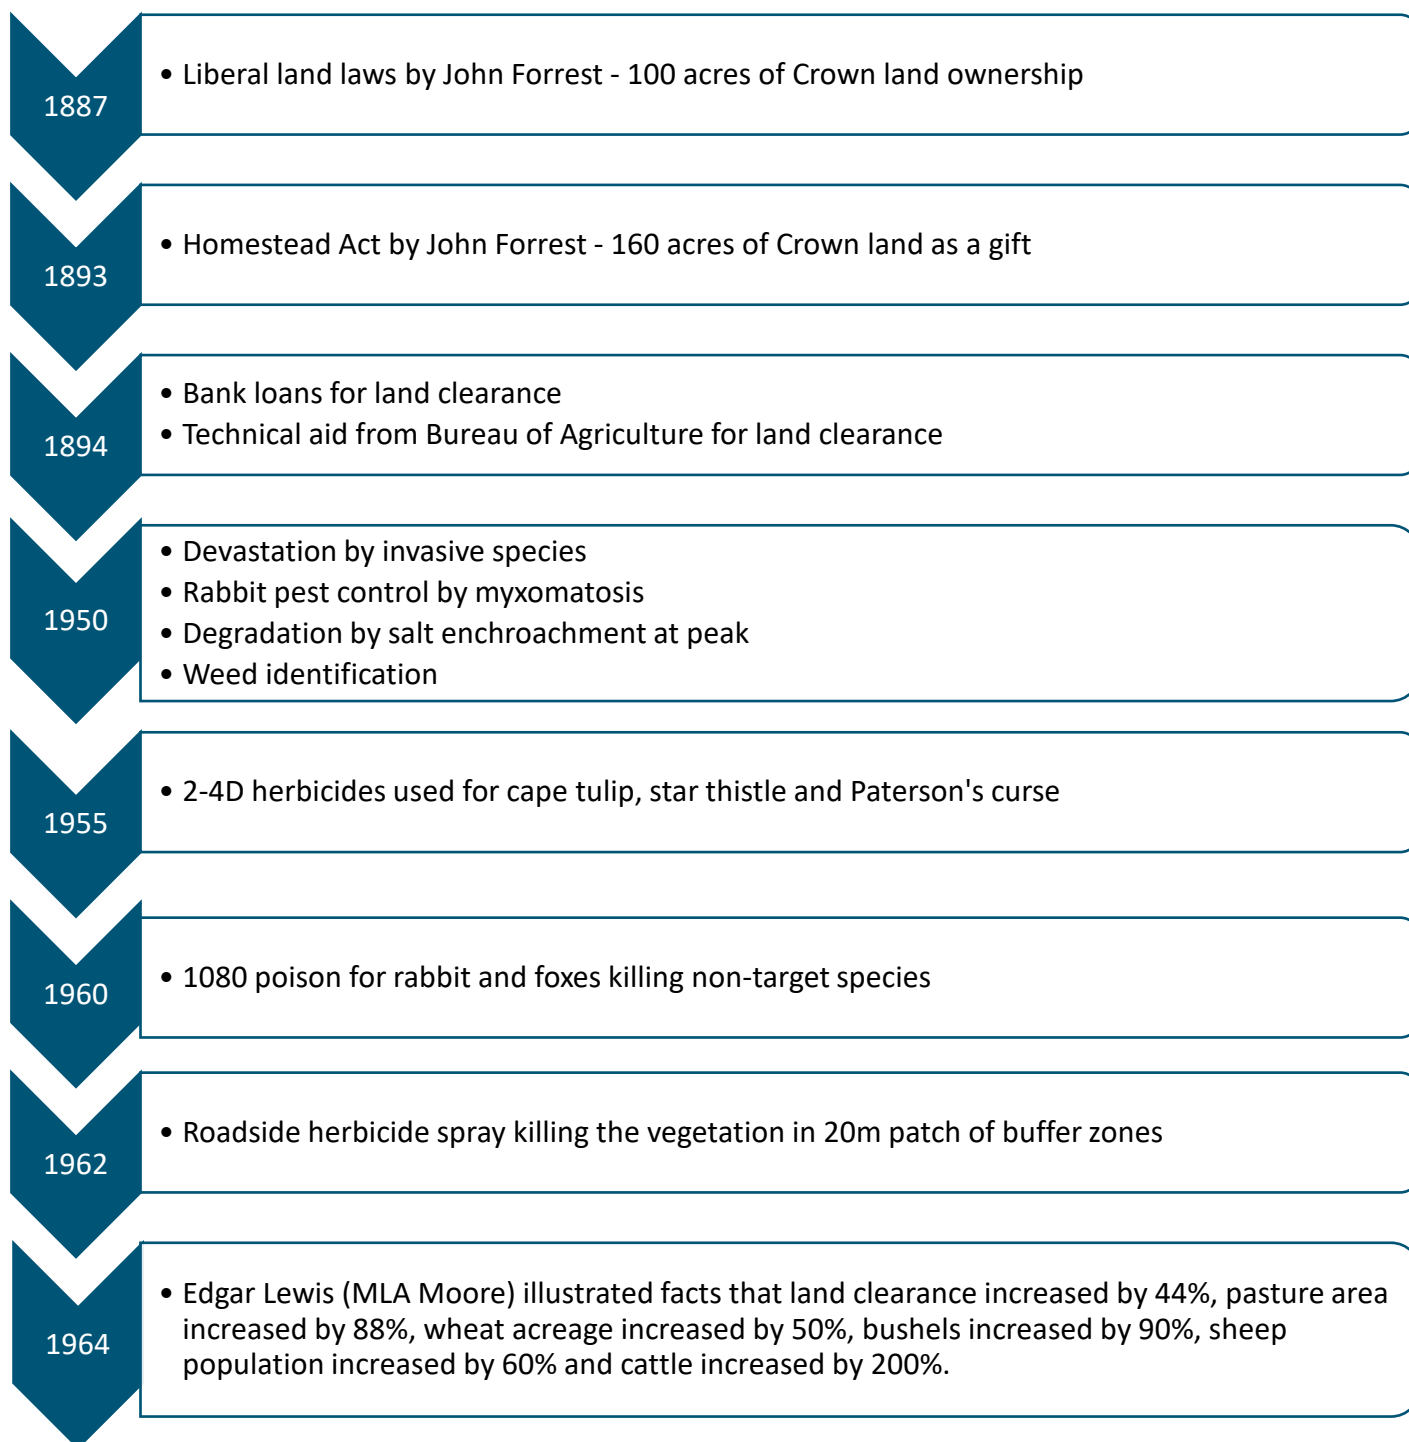 1887
• Liberal land laws by John Forrest - 100 acres of Crown land ownership
1893
• Homestead Act by John Forrest - 160 acres of Crown land as a gift
1894
• Bank loans for land clearance
• Technical aid from Bureau of Agriculture for land clearance
1950
• Devastation by invasive species
• Rabbit pest control by myxomatosis
• Degradation by salt enchroachment at peak
• Weed identification
1955
• 2-4D herbicides used for cape tulip, star thistle and Paterson's curse
1960
• 1080 poison for rabbit and foxes killing non-target species
1962
• Roadside herbicide spray killing the vegetation in 20m patch of buffer zones
1964
• Edgar Lewis (MLA Moore) illustrated facts that land clearance increased by 44%, pasture area
increased by 88%, wheat acreage increased by 50%, bushels increased by 90%, sheep
population increased by 60% and cattle increased by 200%.